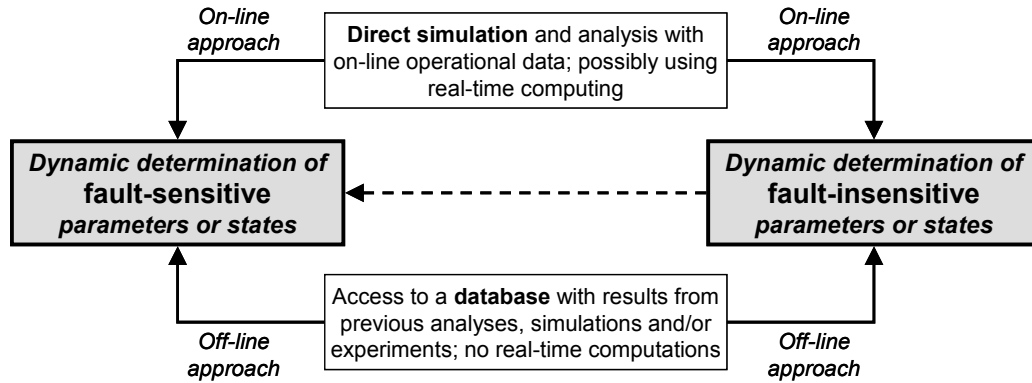 On-line
approach
Direct simulation and analysis with
on-line operational data; possibly using
real-time computing
On-line
approach
Dynamic determination of
fault-sensitive
parameters or states
Dynamic determination of
fault-insensitive
parameters or states
Off-line
approach
Access to a database with results from
previous analyses, simulations and/or
experiments; no real-time computations
Off-line
approach